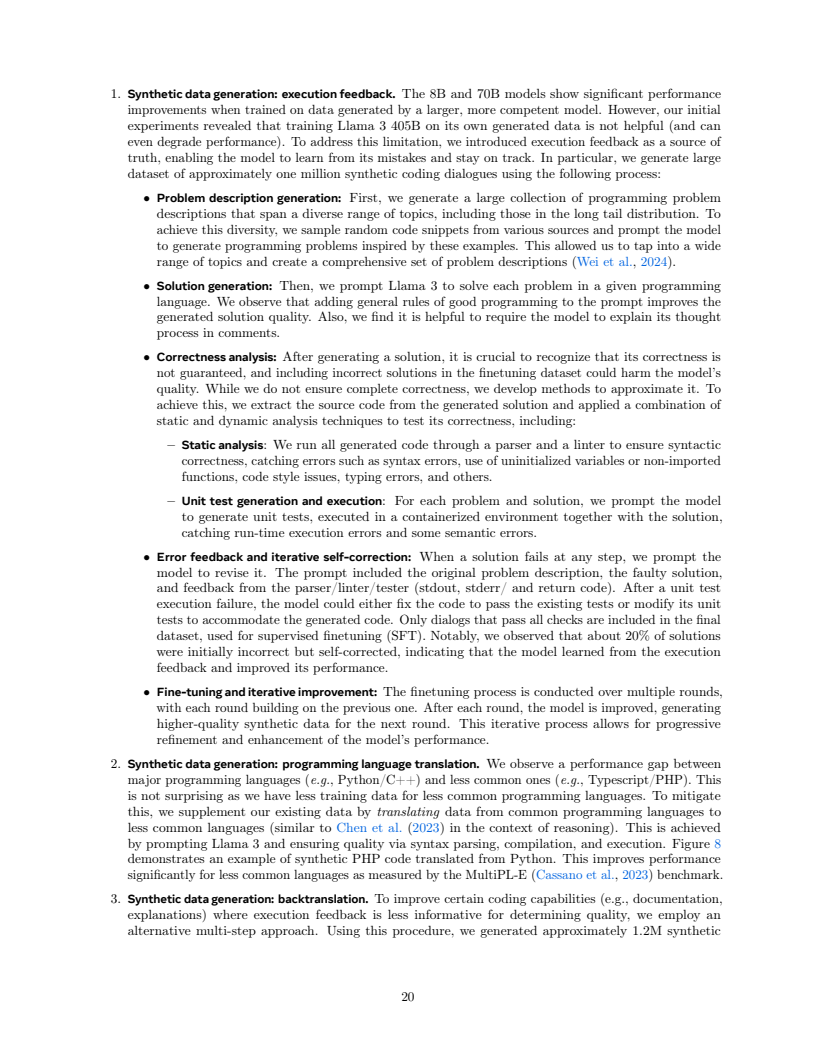 1. Synthetic data generation: execution feedback. The 8B and 70B models show significant performance
improvements when trained on data generated by a larger, more competent model. However, our initial
experiments revealed that training Llama 3 405B on its own generated data is not helpful (and can
even degrade performance). To address this limitation, we introduced execution feedback as a source of
truth, enabling the model to learn from its mistakes and stay on track. In particular, we generate large
dataset of approximately one million synthetic coding dialogues using the following process:
• Problem description generation: First, we generate a large collection of programming problem
descriptions that span a diverse range of topics, including those in the long tail distribution. To
achieve this diversity, we sample random code snippets from various sources and prompt the model
to generate programming problems inspired by these examples. This allowed us to tap into a wide
range of topics and create a comprehensive set of problem descriptions (Wei et al., 2024).
• Solution generation: Then, we prompt Llama 3 to solve each problem in a given programming
language. We observe that adding general rules of good programming to the prompt improves the
generated solution quality. Also, we find it is helpful to require the model to explain its thought
process in comments.
• Correctness analysis: After generating a solution, it is crucial to recognize that its correctness is
not guaranteed, and including incorrect solutions in the finetuning dataset could harm the model's
quality. While we do not ensure complete correctness, we develop methods to approximate it. To
achieve this, we extract the source code from the generated solution and applied a combination of
static and dynamic analysis techniques to test its correctness, including:
– Static analysis: We run all generated code through a parser and a linter to ensure syntactic
correctness, catching errors such as syntax errors, use of uninitialized variables or non-imported
functions, code style issues, typing errors, and others.
– Unit test generation and execution: For each problem and solution, we prompt the model
to generate unit tests, executed in a containerized environment together with the solution,
catching run-time execution errors and some semantic errors.
• Error feedback and iterative self-correction: When a solution fails at any step, we prompt the
model to revise it. The prompt included the original problem description, the faulty solution,
and feedback from the parser/linter/tester (stdout, stderr/ and return code). After a unit test
execution failure, the model could either fix the code to pass the existing tests or modify its unit
tests to accommodate the generated code. Only dialogs that pass all checks are included in the final
dataset, used for supervised finetuning (SFT). Notably, we observed that about 20% of solutions
were initially incorrect but self-corrected, indicating that the model learned from the execution
feedback and improved its performance.
• Fine-tuning and iterative improvement: The finetuning process is conducted over multiple rounds,
with each round building on the previous one. After each round, the model is improved, generating
higher-quality synthetic data for the next round. This iterative process allows for progressive
refinement and enhancement of the model's performance.
2. Synthetic data generation: programming language translation. We observe a performance gap between
major programming languages (e.g., Python/C++) and less common ones (e.g., Typescript/PHP). This
is not surprising as we have less training data for less common programming languages. To mitigate
this, we supplement our existing data by translating data from common programming languages to
less common languages (similar to Chen et al. (2023) in the context of reasoning). This is achieved
by prompting Llama 3 and ensuring quality via syntax parsing, compilation, and execution. Figure 8
demonstrates an example of synthetic PHP code translated from Python. This improves performance
significantly for less common languages as measured by the MultiPL-E (Cassano et al., 2023) benchmark.
3. Synthetic data generation: backtranslation. To improve certain coding capabilities (e.g., documentation,
explanations) where execution feedback is less informative for determining quality, we employ an
alternative multi-step approach. Using this procedure, we generated approximately 1.2M synthetic
20